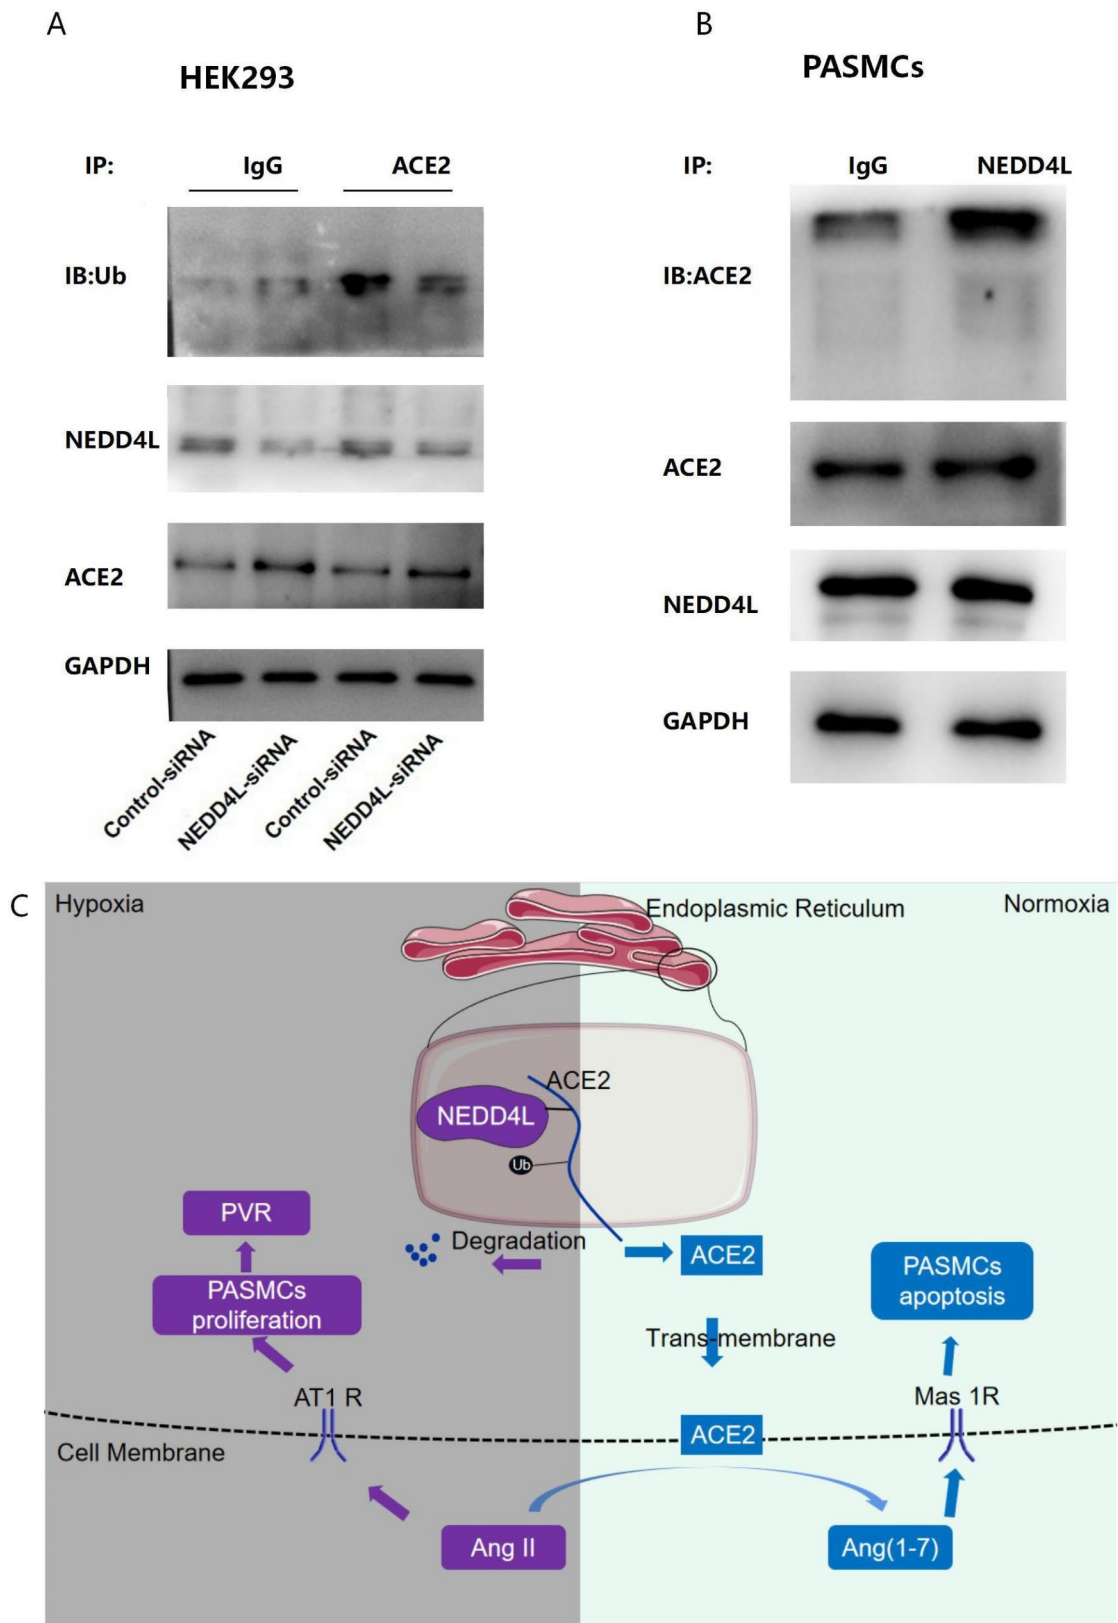 A
B
HEK293
PASMCs
IP:
IgG
ACE2
IP:
IgG
NEDD4L
IB:Ub
IB:ACE2
NEDD4L
ACE2
ACE2
NEDD4L
GAPDH
GAPDH
Control-siRNA
NEDD4L-siRNA
Control-siRNA
NEDD4L-siRNA
C
Hypoxia
Endoplasmic Reticulum
Normoxia
ACE2
NEDD4L
Ub
PVR
Degradation
ACE2
PASMCs
apoptosis
PASMCs
proliferation
Trans-membrane
AT1 R
Mas 1R
ACE2
Cell Membrane
Ang II
Ang(1-7)